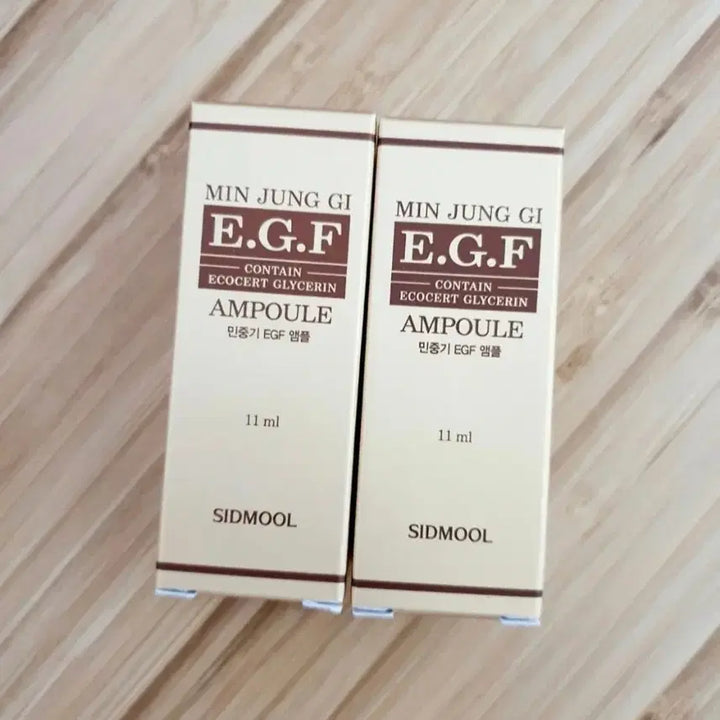 MIN JUNG GI
E.G.F
CONTAIN
ECOCERT GLYCERIN
AMPOULE
민중기 EGF 앰플
11 ml
SIDMOOL
MIN JUNG GI
E.G.F
CONTAIN
ECOCERT GLYCERIN
AMPOULE
민중기 EGF 앰플
11 ml
SIDMOOL